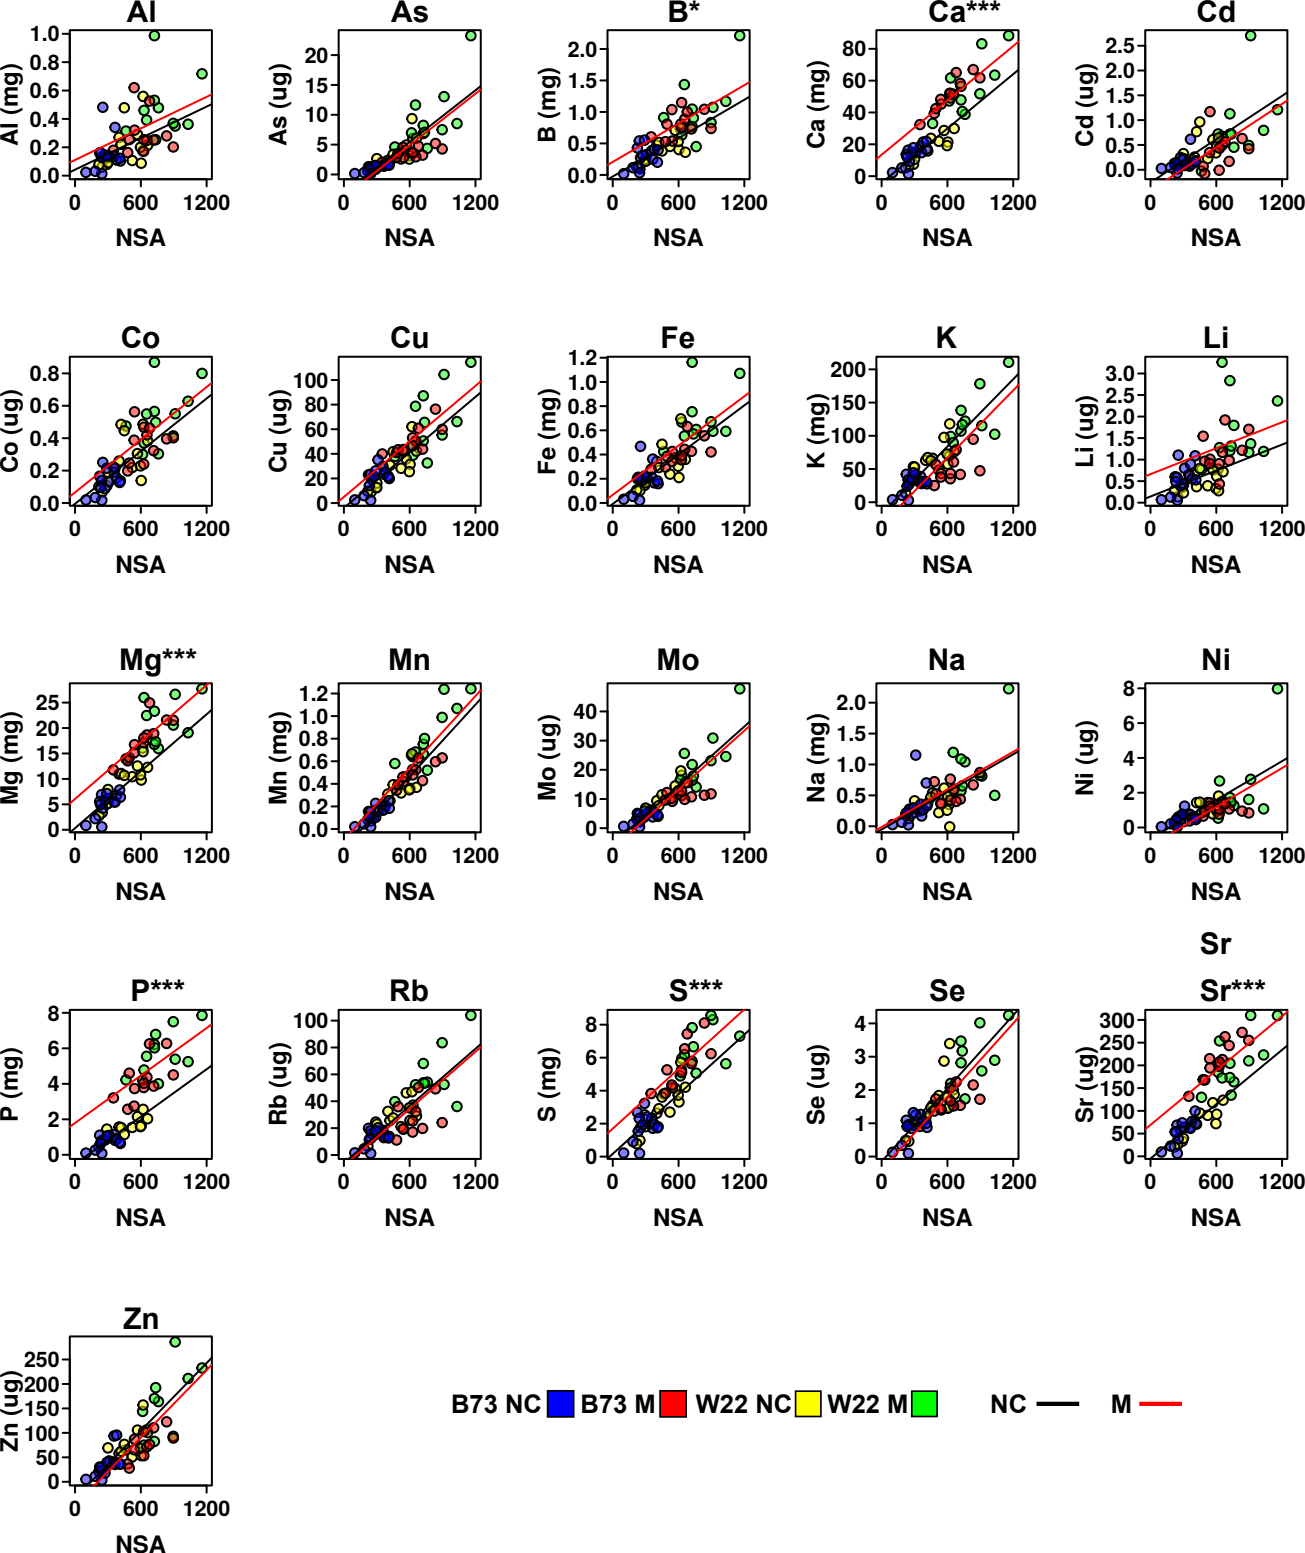 Al As B* Ca*** Cd
Al (mg) 0.0 0.2 0.4 0.6 0.8 1.0
As (ug) 0 5 10 15 20
B (mg) 0.0 0.5 1.0 1.5 2.0
Ca (mg) 0 20 40 60 80
Cd (ug) 0.0 0.5 1.0 1.5 2.0 2.5
0 600 1200 0 600 1200 0 600 1200 0 600 1200 0 600 1200
NSA NSA NSA NSA NSA
Co Cu Fe K Li
Co (ug) 0.0 0.2 0.4 0.6 0.8
Cu (ug) 0 20 40 60 80 100
Fe (mg) 0.0 0.2 0.4 0.6 0.8 1.0 1.2
K (mg) 0 50 100 150 200
Li (ug) 0.0 0.5 1.0 1.5 2.0 2.5 3.0
0 600 1200 0 600 1200 0 600 1200 0 600 1200 0 600 1200
NSA NSA NSA NSA NSA
Mg*** Mn Mo Na Ni
Mg (mg) 0 5 10 15 20 25
Mn (mg) 0.0 0.2 0.4 0.6 0.8 1.0 1.2
Mo (ug) 0 10 20 30 40
Na (mg) 0.0 0.5 1.0 1.5 2.0
Ni (ug) 0 2 4 6 8
0 600 1200 0 600 1200 0 600 1200 0 600 1200 0 600 1200
NSA NSA NSA NSA NSA
Sr
P*** Rb S*** Se Sr***
P (mg) 0 2 4 6 8
Rb (ug) 0 20 40 60 80 100
S (mg) 0 2 4 6 8
Se (ug) 0 1 2 3 4
Sr (ug) 0 50 100 150 200 250 300
0 600 1200 0 600 1200 0 600 1200 0 600 1200 0 600 1200
NSA NSA NSA NSA NSA
Zn
Zn (ug) 0 50 100 150 200 250
0 600 1200
NSA
B73 NC B73 M W22 NC W22 M NC M